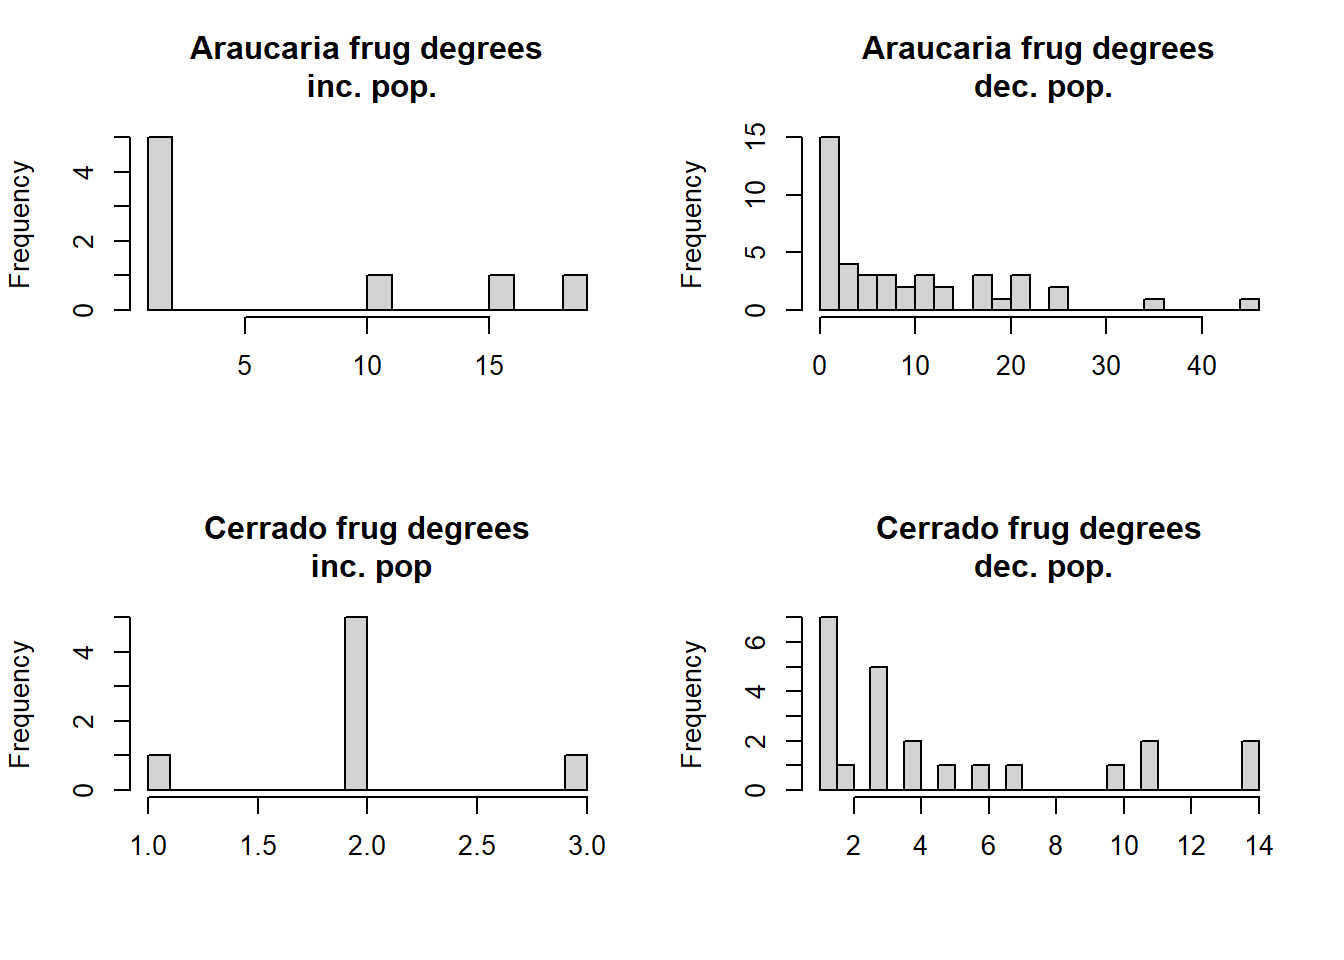 Araucaria frug degrees
inc. pop.
Frequency
4
2
0
5 10 15
Araucaria frug degrees
dec. pop.
Frequency
15
10
5
0
0 10 20 30 40
Cerrado frug degrees
inc. pop
Frequency
4
2
0
1.0 1.5 2.0 2.5 3.0
Cerrado frug degrees
dec. pop.
Frequency
6
4
2
0
2 4 6 8 10 12 14